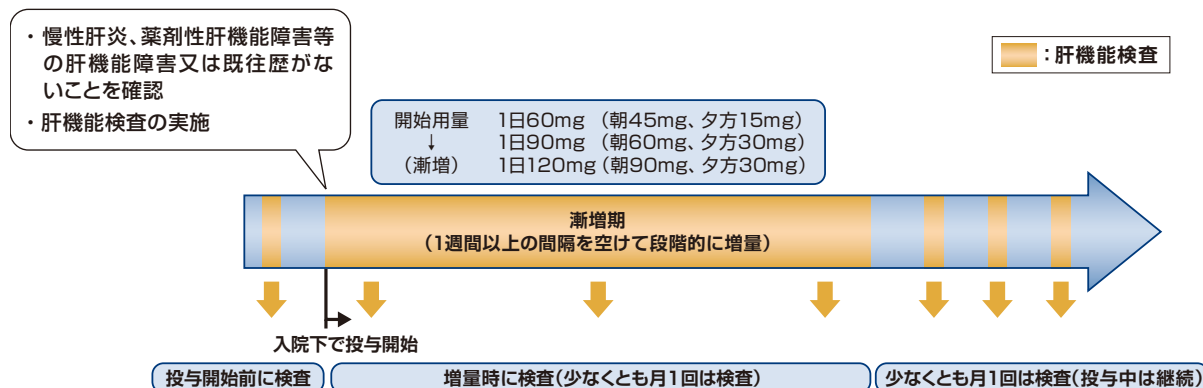 ・慢性肝炎、薬剤性肝機能障害等
の肝機能障害又は既往歴がな
いことを確認
・肝機能検査の実施
：肝機能検査
開始用量 1日60mg （朝45mg、夕方15mg）
↓ 1日90mg （朝60mg、夕方30mg）
（漸増） 1日120mg（朝90mg、夕方30mg）
漸増期
（1週間以上の間隔を空けて段階的に増量）
入院下で投与開始
投与開始前に検査
増量時に検査（少なくとも月1回は検査）
少なくとも月1回は検査（投与中は継続）